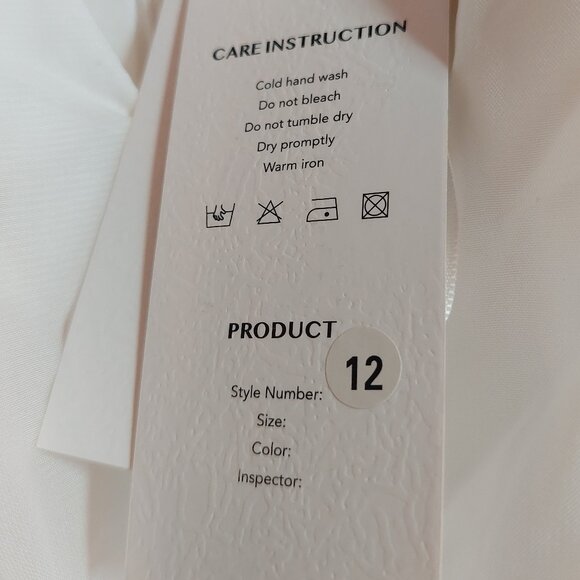 CARE INSTRUCTION
Cold hand wash
Do not bleach
Do not tumble dry
Dry promptly
Warm iron
PRODUCT
12
Style Number:
Size:
Color:
Inspector: